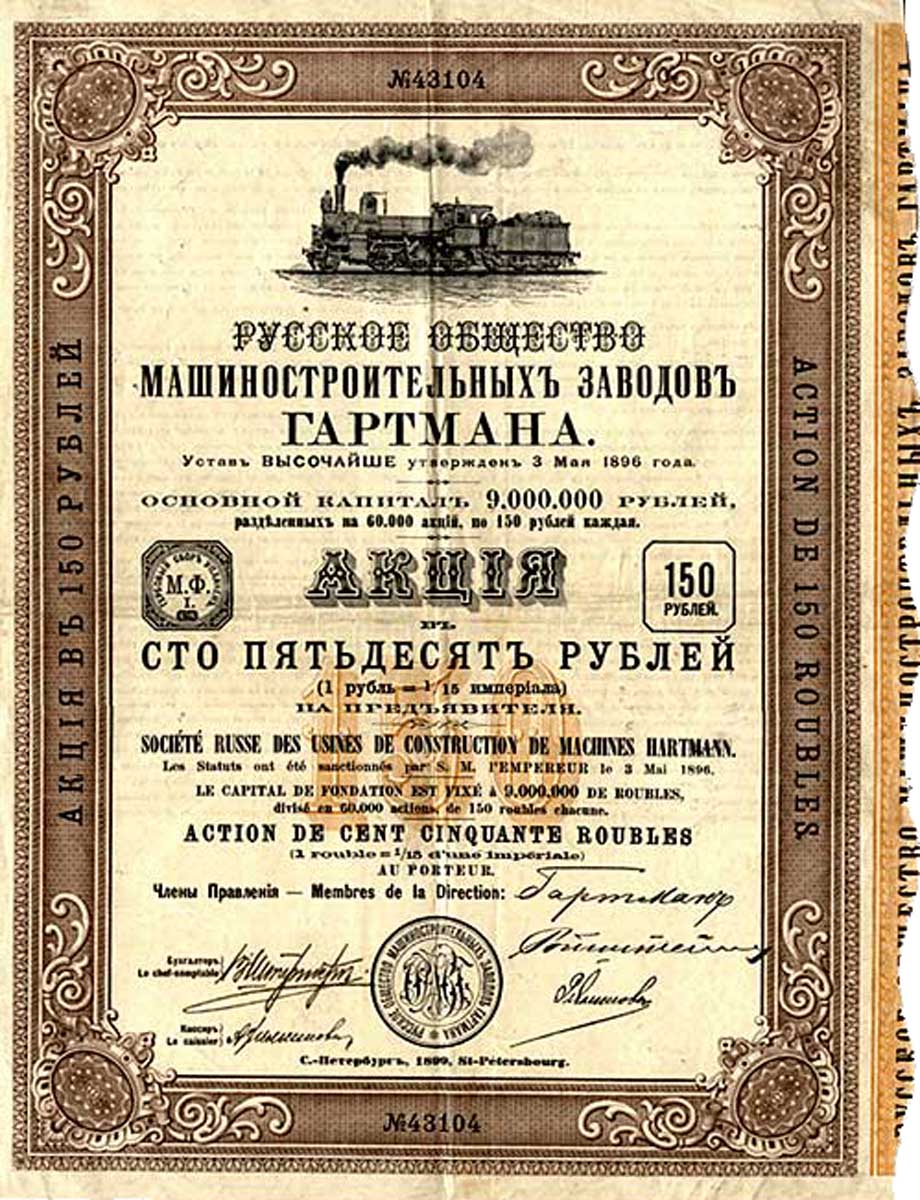 №43104
РУССКОЕ ОБЩЕСТВО
МАШИНОСТРОИТЕЛЬНЫХЪ ЗАВОДОВЪ
ГАРТМАНА.
Уставъ ВЫСОЧАЙШЕ утвержденъ 3 Мая 1896 года.
ОСНОВНОЙ КАПИТАЛЪ 9.000.000 РУБЛЕЙ,
раздѣленныхъ на 60.000 акцій, по 150 рублей каждая.
М.Ф.
I.
АКЦІЯ
150
РУБЛЕЙ.
ВЪ
СТО ПЯТЬДЕСЯТЪ РУБЛЕЙ
(1 рубль = 1/15 имперіала)
НА ПРЕДЪЯВИТЕЛЯ.
SOCIÉTÉ RUSSE DES USINES DE CONSTRUCTION DE MACHINES HARTMANN.
Les Statuts ont été sanctionnés par S. M. l'EMPEREUR le 3 Mai 1896.
LE CAPITAL DE FONDATION EST FIXÉ à 9.000.000 DE ROUBLES,
divisé en 60.000 actions, de 150 roubles chacune.
ACTION DE CENT CINQUANTE ROUBLES
(1 rouble = 1/15 d'une impériale)
AU PORTEUR.
Члены Правленія — Membres de la Direction: Гартманъ
Бухгалтеръ
Le chef-comptable
РУССКОЕ ОБЩЕСТВО МАШИНОСТРОИТЕЛЬНЫХЪ ЗАВОДОВЪ ГАРТМАНА
Кассиръ
Le caissier
С.-Петербургъ, 1899, St-Pétersbourg.
№43104
АКЦІЯ ВЪ 150 РУБЛЕЙ
ACTION DE 150 ROUBLES